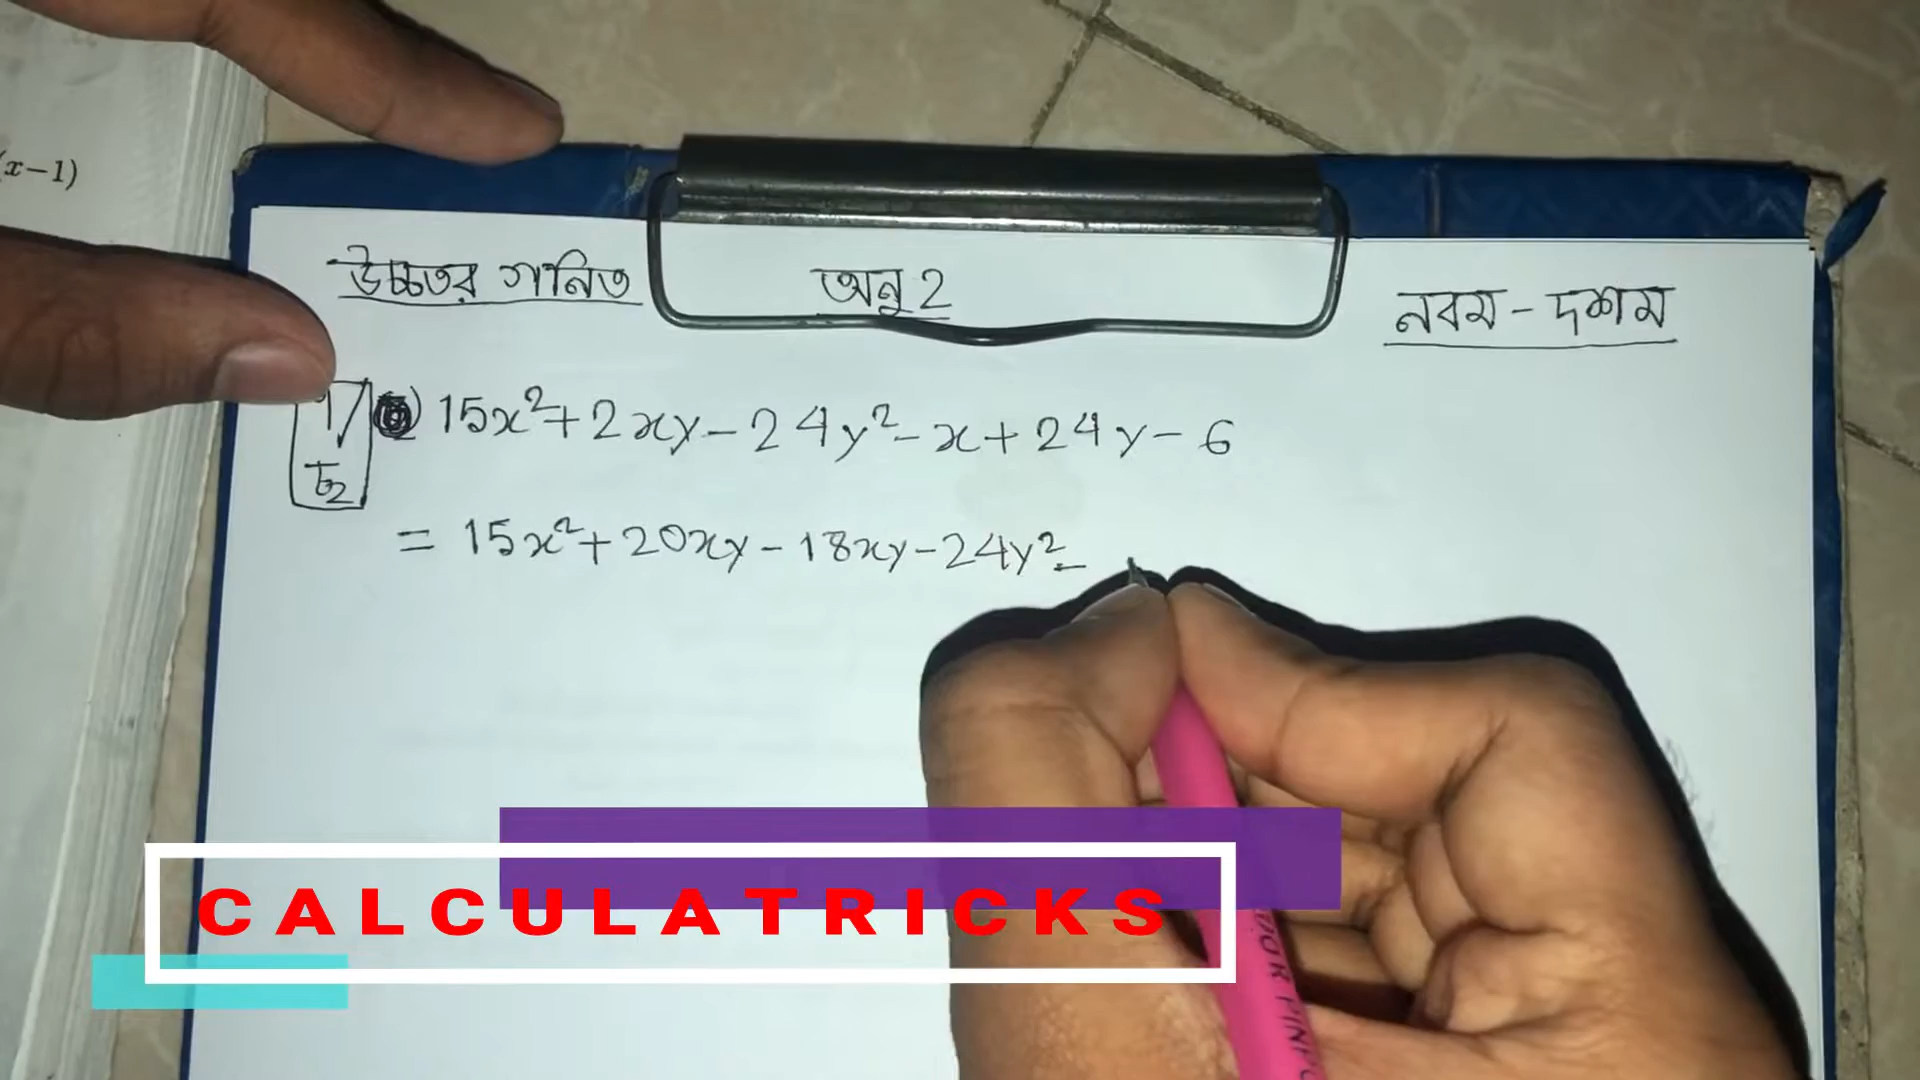 (x-1)
উচ্চতর গনিত
অনু 2
নবম - দশম
15x²+2xy-24y²-x+24y-6
= 15x²+20xy-18xy-24y²-
CALCULATRICKS